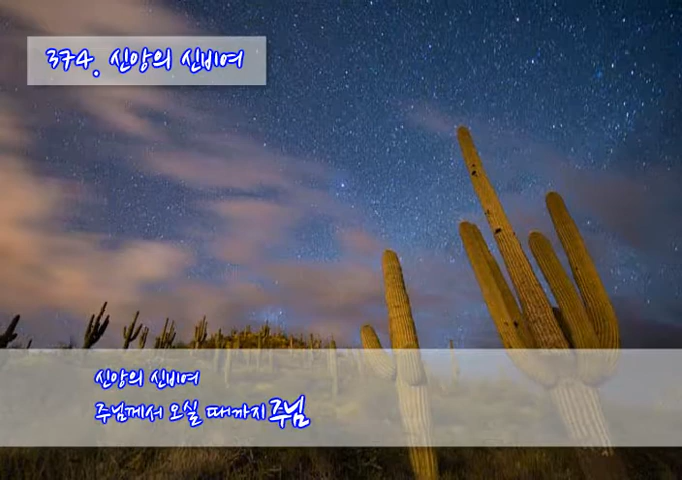 374. 신앙의 신비여
신앙의 신비여
주님께서 오실 때까지 주님